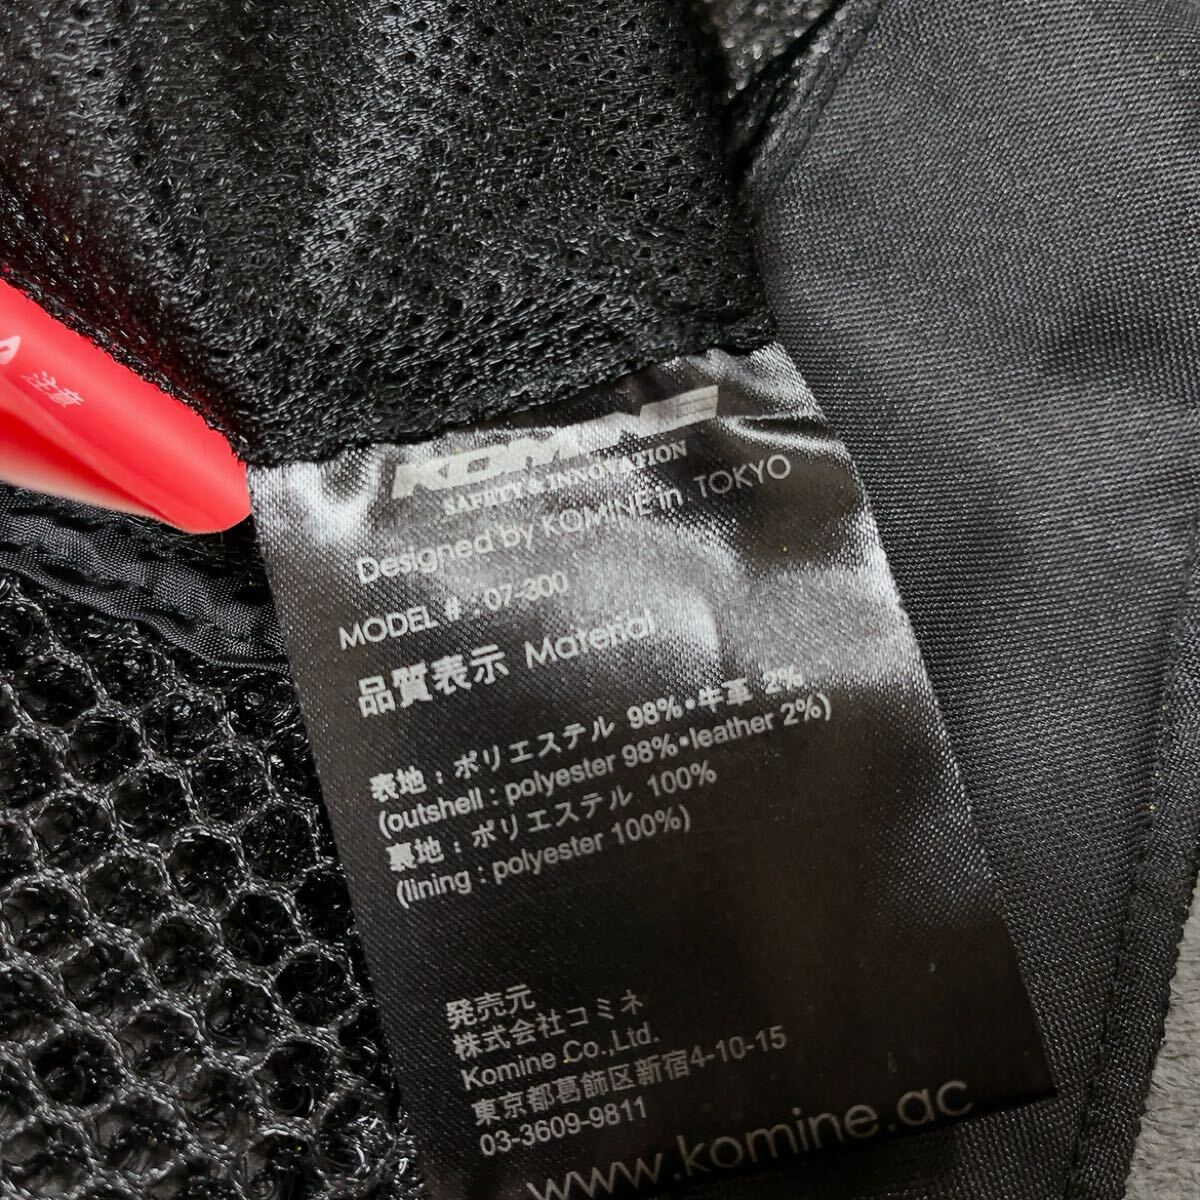 注意
KOMINE
SAFETY & INNOVATION
Designed by KOMINE in TOKYO
MODEL # : 07-300
品質表示 Material
表地：ポリエステル 98%・牛革 2%
(outshell : polyester 98%・leather 2%)
裏地：ポリエステル 100%
(lining : polyester 100%)
発売元
株式会社コミネ
Komine Co.,Ltd.
東京都葛飾区新宿4-10-15
03-3609-9811
www.komine.ac